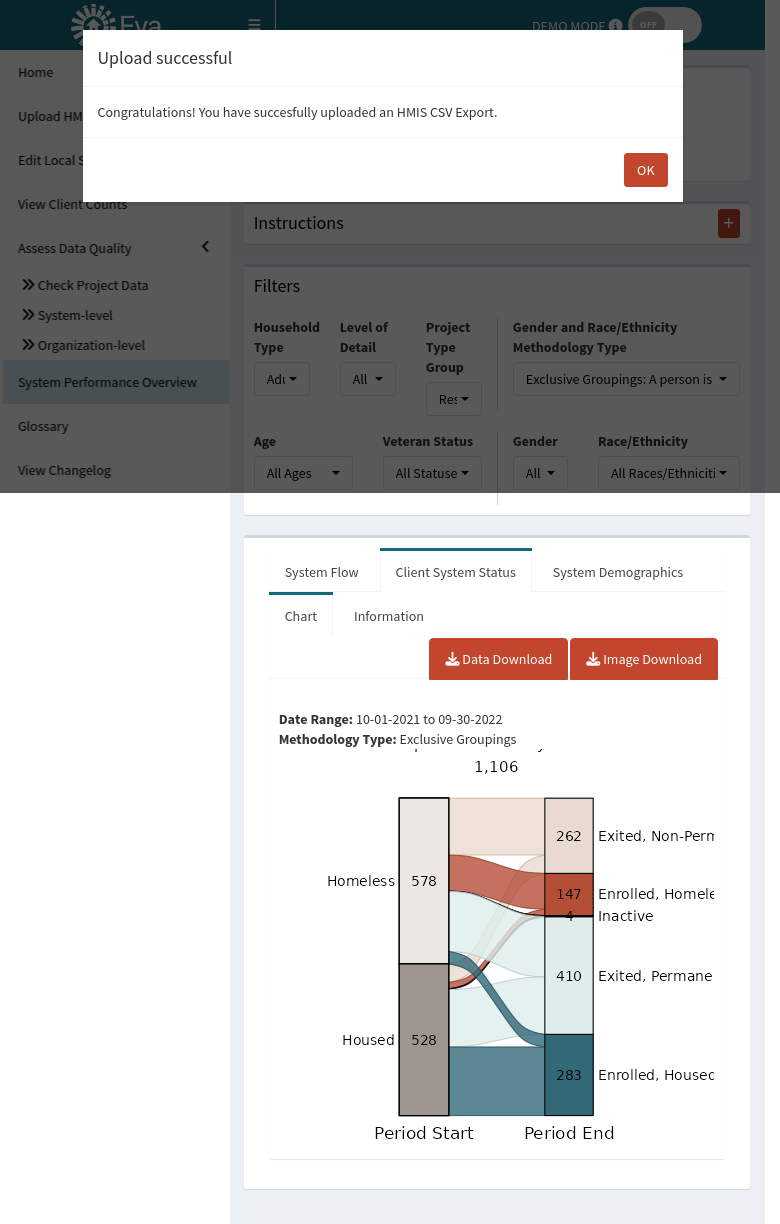 Eva
DEMO MODE
OFF
Upload successful
Congratulations! You have succesfully uploaded an HMIS CSV Export.
OK
Home
Upload HM
Edit Local S
View Client Counts
Assess Data Quality
Check Project Data
System-level
Organization-level
System Performance Overview
Glossary
View Changelog
Instructions
+
Filters
Household Type
Level of Detail
Project Type Group
Gender and Race/Ethnicity Methodology Type
Adu
All
Res
Exclusive Groupings: A person is
Age
Veteran Status
Gender
Race/Ethnicity
All Ages
All Statuse
All
All Races/Ethniciti
System Flow
Client System Status
System Demographics
Chart
Information
Data Download
Image Download
Date Range: 10-01-2021 to 09-30-2022
Methodology Type: Exclusive Groupings
1,106
262
Exited, Non-Perm
Homeless
578
147
Enrolled, Homele
4
Inactive
410
Exited, Permane
Housed
528
283
Enrolled, Housed
Period Start
Period End